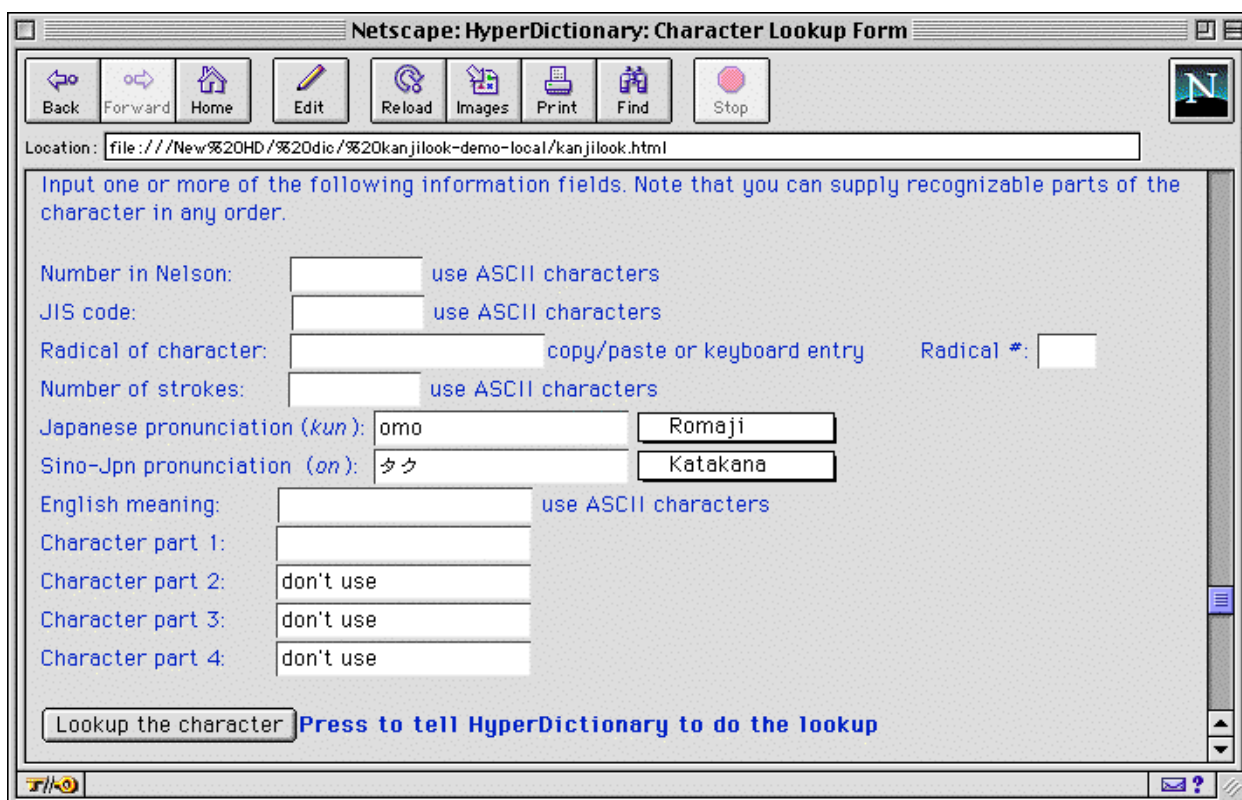 Netscape: HyperDictionary: Character Lookup Form
Back Forward Home Edit Reload Images Print Find Stop N
Location: file:///New%20HD/%20dic/%20kanjilook-demo-local/kanjilook.html
Input one or more of the following information fields. Note that you can supply recognizable parts of the
character in any order.
Number in Nelson: use ASCII characters
JIS code: use ASCII characters
Radical of character: copy/paste or keyboard entry Radical #:
Number of strokes: use ASCII characters
Japanese pronunciation (kun): omo Romaji
Sino-Jpn pronunciation (on): タク Katakana
English meaning: use ASCII characters
Character part 1:
Character part 2: don't use
Character part 3: don't use
Character part 4: don't use
Lookup the character Press to tell HyperDictionary to do the lookup
?